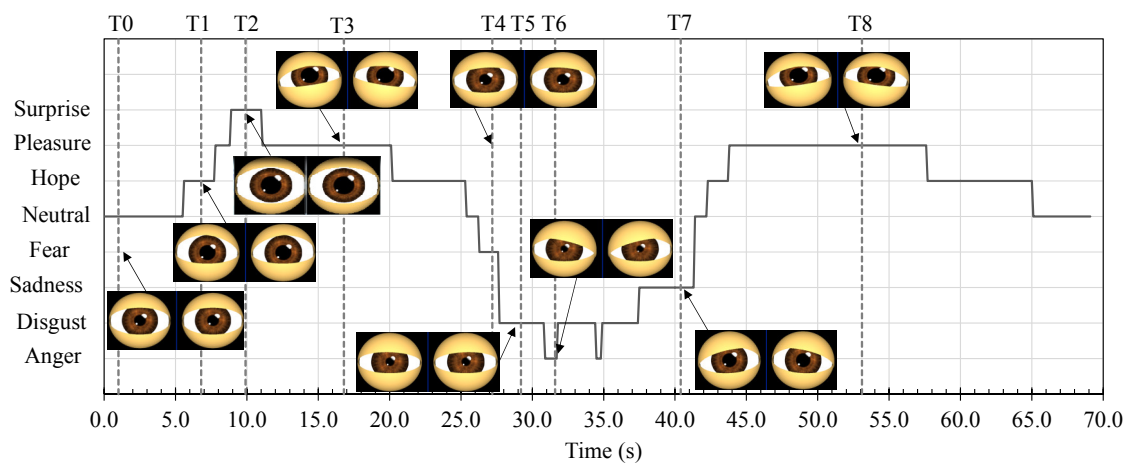 T0 T1 T2 T3 T4 T5 T6 T7 T8
Surprise
Pleasure
Hope
Neutral
Fear
Sadness
Disgust
Anger
0.0 5.0 10.0 15.0 20.0 25.0 30.0 35.0 40.0 45.0 50.0 55.0 60.0 65.0 70.0
Time (s)